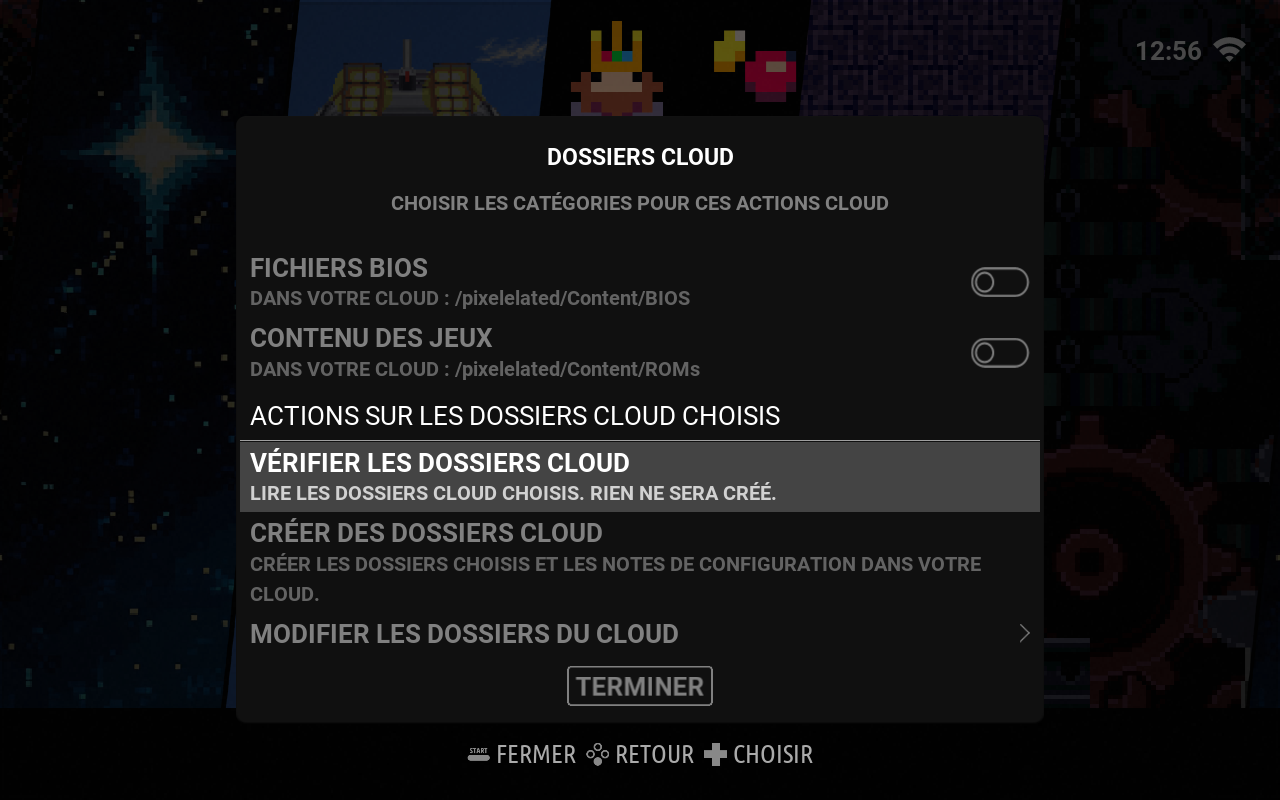 12:56
DOSSIERS CLOUD
CHOISIR LES CATÉGORIES POUR CES ACTIONS CLOUD
FICHIERS BIOS
DANS VOTRE CLOUD : /pixelelated/Content/BIOS
CONTENU DES JEUX
DANS VOTRE CLOUD : /pixelelated/Content/ROMs
ACTIONS SUR LES DOSSIERS CLOUD CHOISIS
VÉRIFIER LES DOSSIERS CLOUD
LIRE LES DOSSIERS CLOUD CHOISIS. RIEN NE SERA CRÉÉ.
CRÉER DES DOSSIERS CLOUD
CRÉER LES DOSSIERS CHOISIS ET LES NOTES DE CONFIGURATION DANS VOTRE
CLOUD.
MODIFIER LES DOSSIERS DU CLOUD
TERMINER
START FERMER RETOUR CHOISIR